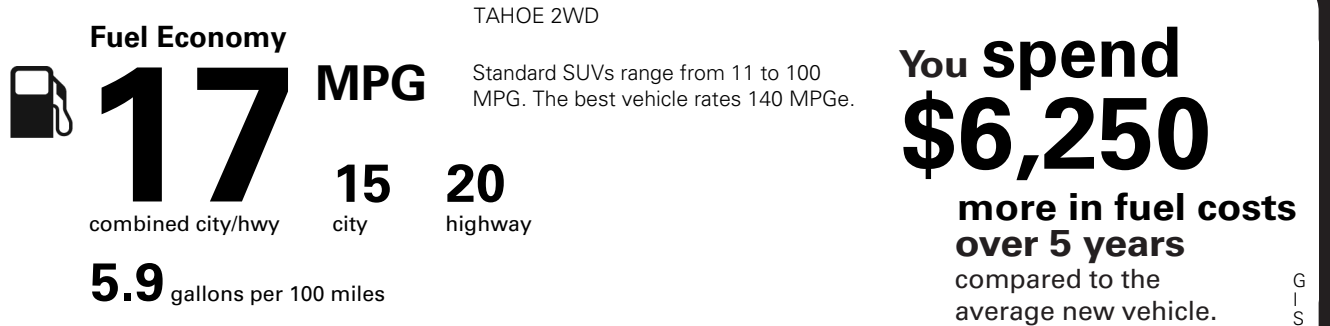 TAHOE 2WD
Fuel Economy
17 MPG
Standard SUVs range from 11 to 100
MPG. The best vehicle rates 140 MPGe.
15 20
combined city/hwy city highway
5.9 gallons per 100 miles
You spend
$6,250
more in fuel costs
over 5 years
compared to the
average new vehicle.
G
I
S